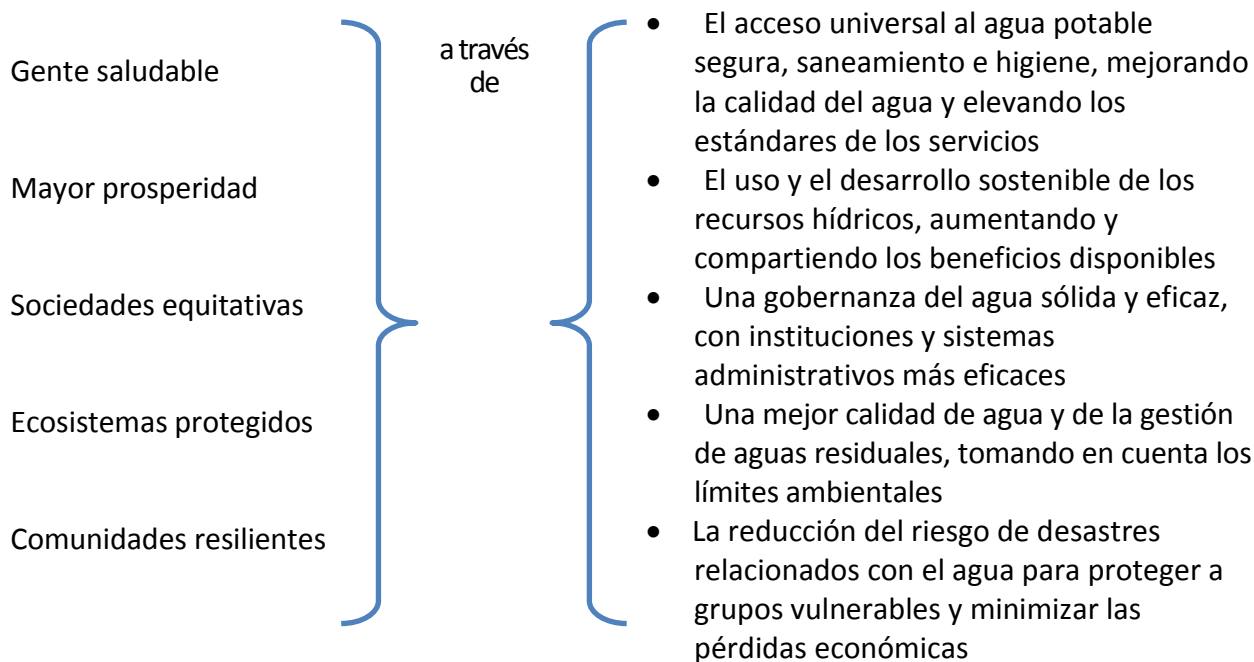 Gente saludable
Mayor prosperidad
Sociedades equitativas
Ecosistemas protegidos
Comunidades resilientes
a través
de
• El acceso universal al agua potable
segura, saneamiento e higiene, mejorando
la calidad del agua y elevando los
estándares de los servicios
• El uso y el desarrollo sostenible de los
recursos hídricos, aumentando y
compartiendo los beneficios disponibles
• Una gobernanza del agua sólida y eficaz,
con instituciones y sistemas
administrativos más eficaces
• Una mejor calidad de agua y de la gestión
de aguas residuales, tomando en cuenta los
límites ambientales
• La reducción del riesgo de desastres
relacionados con el agua para proteger a
grupos vulnerables y minimizar las
pérdidas económicas